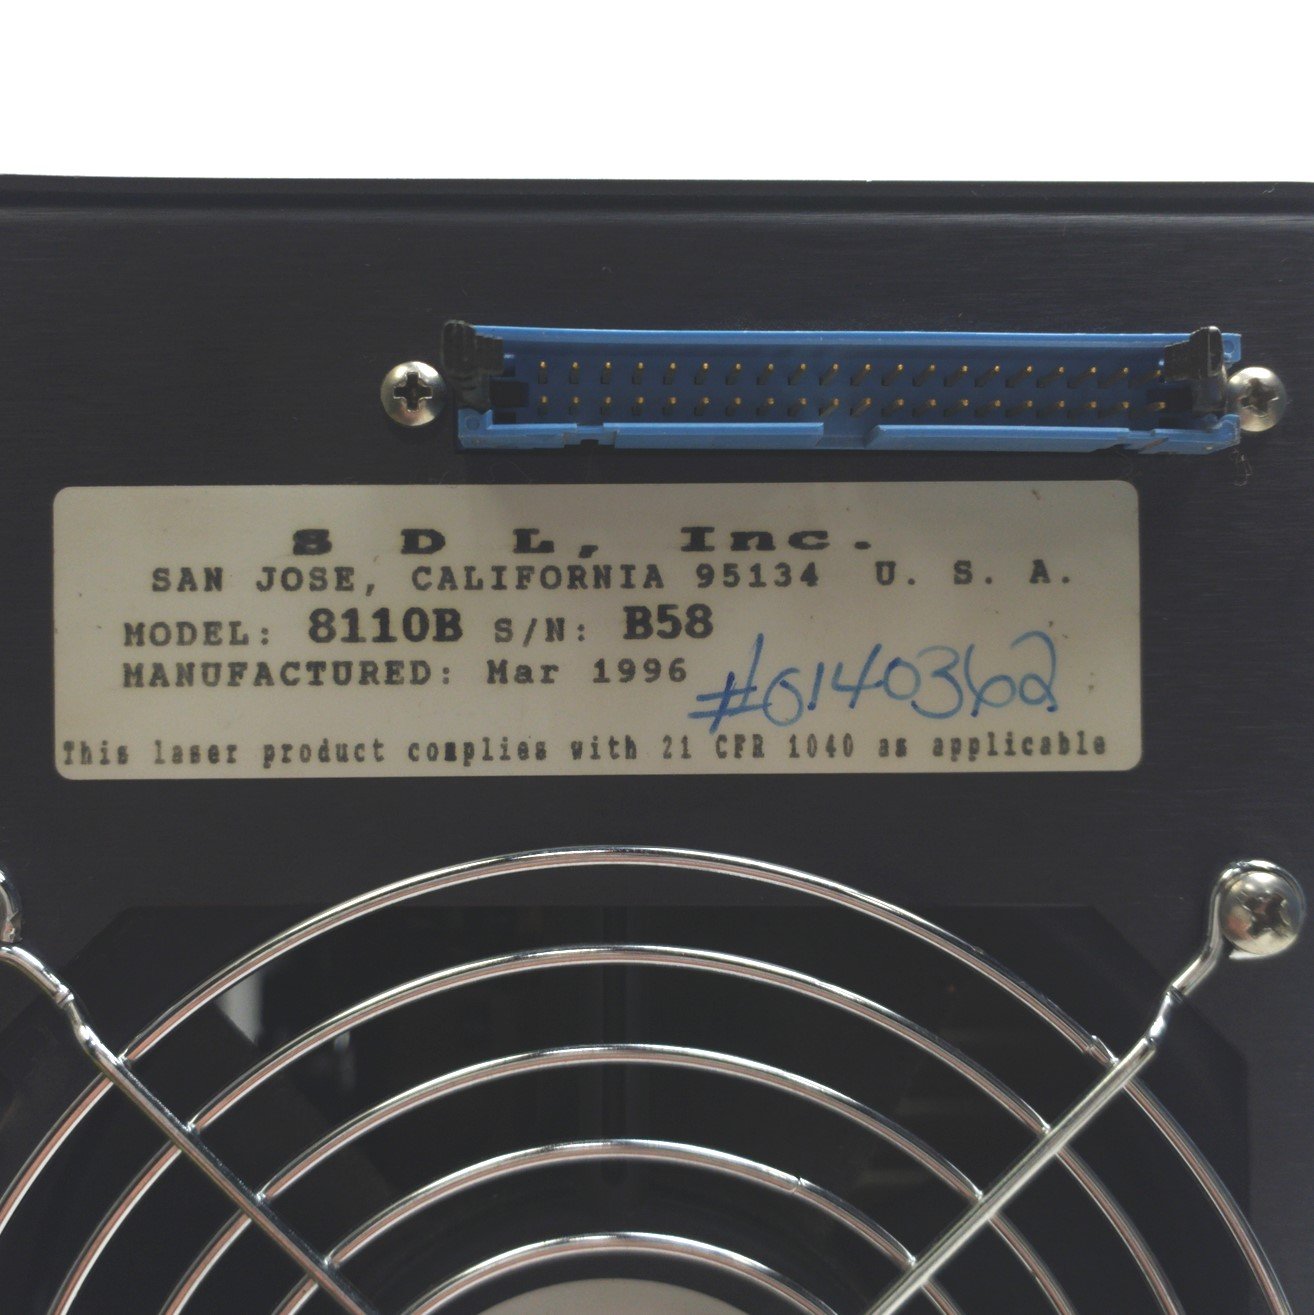 S D L, Inc.
SAN JOSE, CALIFORNIA 95134 U. S. A.
MODEL: 8110B S/N: B58
MANUFACTURED: Mar 1996
#0140362
This laser product complies with 21 CFR 1040 as applicable